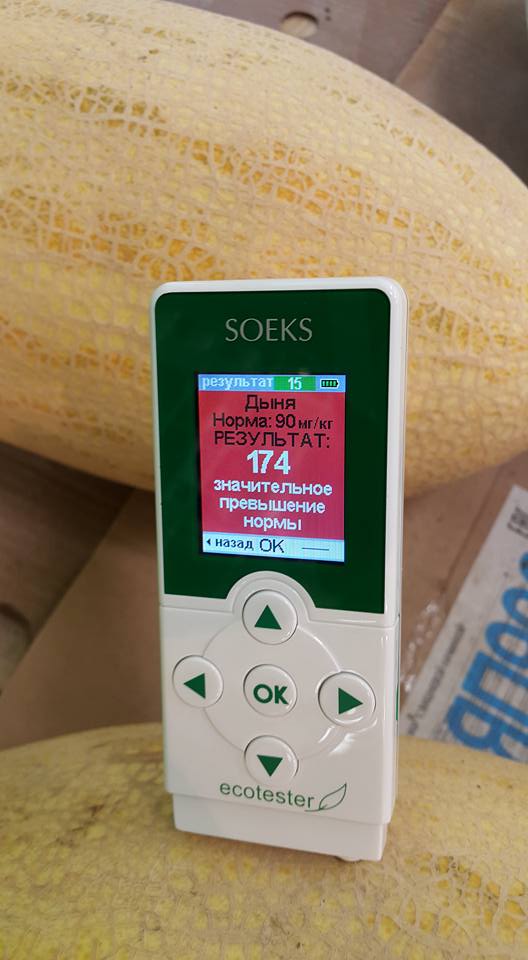 SOEKS
результат 15
Дыня
Норма: 90 мг/кг
РЕЗУЛЬТАТ:
174
значительное
превышение
нормы
назад OK
OK
ecotester